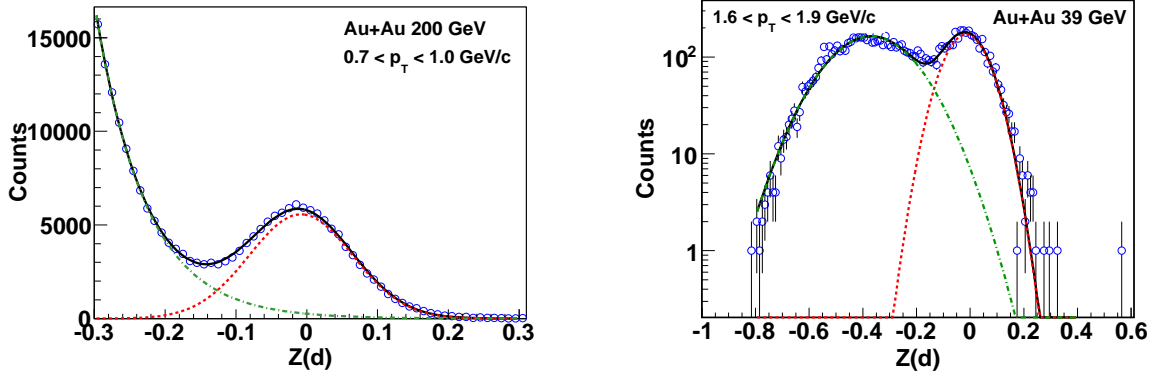 Au+Au 200 GeV
0.7 < p_T < 1.0 GeV/c
15000
10000
5000
0
Counts
-0.3 -0.2 -0.1 0 0.1 0.2 0.3
Z(d)
1.6 < p_T < 1.9 GeV/c
Au+Au 39 GeV
10^2
10
1
Counts
-1 -0.8 -0.6 -0.4 -0.2 0 0.2 0.4 0.6
Z(d)